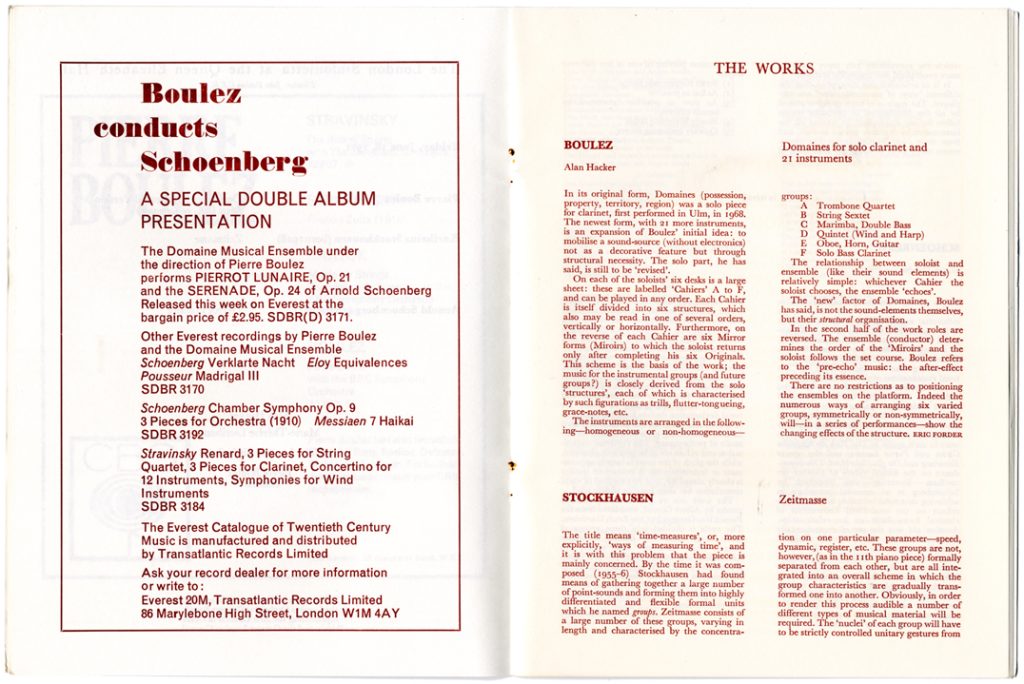 Boulez
conducts
Schoenberg
A SPECIAL DOUBLE ALBUM
PRESENTATION
The Domaine Musical Ensemble under
the direction of Pierre Boulez
performs PIERROT LUNAIRE, Op. 21
and the SERENADE, Op. 24 of Arnold Schoenberg
Released this week on Everest at the
bargain price of £2.95. SDBR(D) 3171.
Other Everest recordings by Pierre Boulez
and the Domaine Musical Ensemble
Schoenberg Verklarte Nacht Eloy Equivalences
Pousseur Madrigal III
SDBR 3170
Schoenberg Chamber Symphony Op. 9
3 Pieces for Orchestra (1910) Messiaen 7 Haikai
SDBR 3192
Stravinsky Renard, 3 Pieces for String
Quartet, 3 Pieces for Clarinet, Concertino for
12 Instruments, Symphonies for Wind
Instruments
SDBR 3184
The Everest Catalogue of Twentieth Century
Music is manufactured and distributed
by Transatlantic Records Limited
Ask your record dealer for more information
or write to :
Everest 20M, Transatlantic Records Limited
86 Marylebone High Street, London W1M 4AY
THE WORKS
BOULEZ
Alan Hacker
Domaines for solo clarinet and
21 instruments
In its original form, Domaines (possession,
property, territory, region) was a solo piece
for clarinet, first performed in Ulm, in 1968.
The newest form, with 21 more instruments,
is an expansion of Boulez' initial idea: to
mobilise a sound-source (without electronics)
not as a decorative feature but through
structural necessity. The solo part, he has
said, is still to be 'revised'.
On each of the soloists' six desks is a large
sheet: these are labelled 'Cahiers' A to F,
and can be played in any order. Each Cahier
is itself divided into six structures, which
also may be read in one of several orders,
vertically or horizontally. Furthermore, on
the reverse of each Cahier are six Mirror
forms (Miroirs) to which the soloist returns
only after completing his six Originals.
This scheme is the basis of the work; the
music for the instrumental groups (and future
groups?) is closely derived from the solo
'structures', each of which is characterised
by such figurations as trills, flutter-tongueing,
grace-notes, etc.
The instruments are arranged in the follow-
ing—homogeneous or non-homogeneous—
groups:
A Trombone Quartet
B String Sextet
C Marimba, Double Bass
D Quintet (Wind and Harp)
E Oboe, Horn, Guitar
F Solo Bass Clarinet
The relationship between soloist and
ensemble (like their sound elements) is
relatively simple: whichever Cahier the
soloist chooses, the ensemble 'echoes'.
The 'new' factor of Domaines, Boulez
has said, is not the sound-elements themselves,
but their structural organisation.
In the second half of the work roles are
reversed. The ensemble (conductor) deter-
mines the order of the 'Miroirs' and the
soloist follows the set course. Boulez refers
to the 'pre-echo' music: the after-effect
preceding its essence.
There are no restrictions as to positioning
the ensembles on the platform. Indeed the
numerous ways of arranging six varied
groups, symmetrically or non-symmetrically,
will—in a series of performances—show the
changing effects of the structure. ERIC FORDER
STOCKHAUSEN
Zeitmasse
The title means 'time-measures', or, more
explicitly, 'ways of measuring time', and
it is with this problem that the piece is
mainly concerned. By the time it was com-
posed (1955-6) Stockhausen had found
means of gathering together a large number
of point-sounds and forming them into highly
differentiated and flexible formal units
which he named groups. Zeitmasse consists of
a large number of these groups, varying in
length and characterised by the concentra-
tion on one particular parameter—speed,
dynamic, register, etc. These groups are not,
however, (as in the 11th piano piece) formally
separated from each other, but are all inte-
grated into an overall scheme in which the
group characteristics are gradually trans-
formed one into another. Obviously, in order to
render this process audible a number of
different types of musical material will be
required. The 'nuclei' of each group will have
to be strictly controlled unitary gestures from